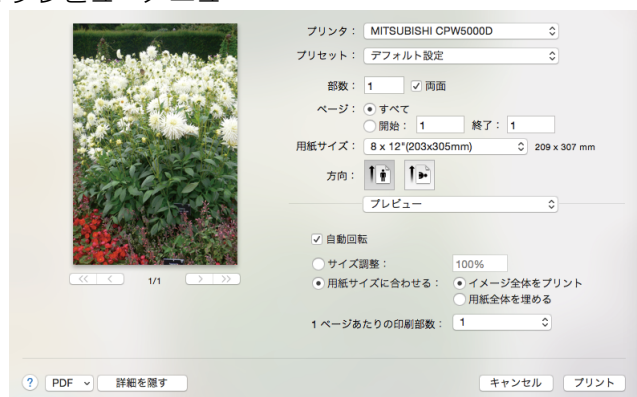 プリンタ： MITSUBISHI CPW5000D
プリセット： デフォルト設定
部数： 1 両面
ページ： すべて
開始： 1 終了： 1
用紙サイズ： 8 x 12"(203x305mm) 209 x 307 mm
方向：
プレビュー
自動回転
サイズ調整： 100%
用紙サイズに合わせる： イメージ全体をプリント
用紙全体を埋める
1 ページあたりの印刷部数： 1
<< < 1/1 > >>
? PDF 詳細を隠す キャンセル プリント